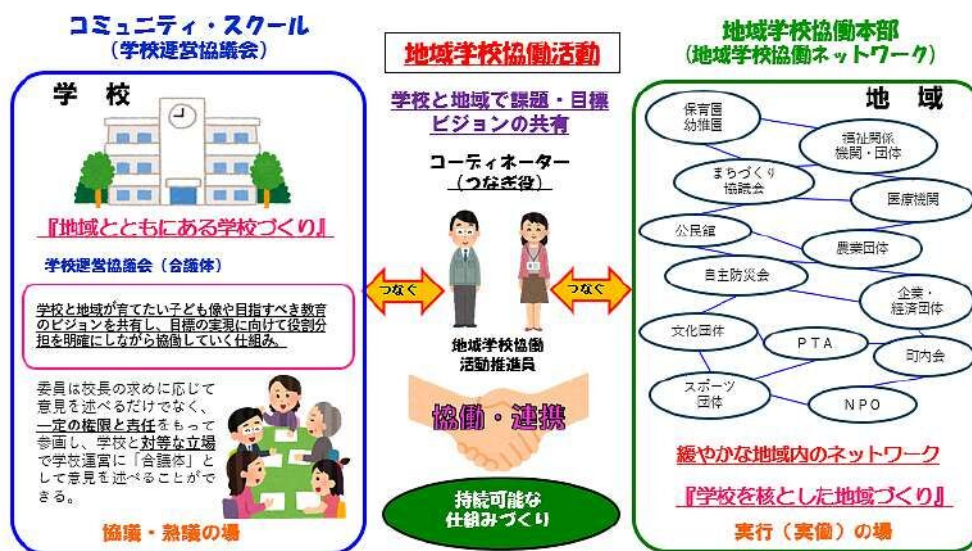 コミュニティ・スクール
(学校運営協議会)
学校
『地域とともにある学校づくり』
学校運営協議会(合議体)
学校と地域が育てたい子ども像や目指すべき教育
のビジョンを共有し、目標の実現に向けて役割分
担を明確にしながら協働していく仕組み。
委員は校長の求めに応じて
意見を述べるだけでなく、
一定の権限と責任をもって
参画し、学校と対等な立場
で学校運営に「合議体」と
して意見を述べることがで
きる。
協議・熟議の場
地域学校協働活動
学校と地域で課題・目標
ビジョンの共有
コーディネーター
(つなぎ役)
つなぐ
つなぐ
地域学校協働
活動推進員
協働・連携
持続可能な
仕組みづくり
地域学校協働本部
(地域学校協働ネットワーク)
地域
保育園
幼稚園
福祉関係
機関・団体
まちづくり
協議会
医療機関
公民館
農業団体
自主防災会
企業・
経済団体
文化団体
PTA
町内会
スポーツ
団体
NPO
緩やかな地域内のネットワーク
『学校を核とした地域づくり』
実行(実働)の場